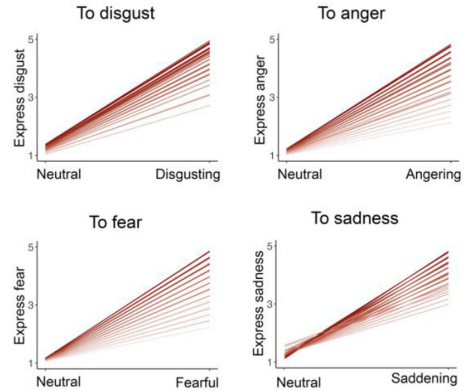 To disgust
Express disgust
5
3
1
Neutral Disgusting
To anger
Express anger
5
3
1
Neutral Angering
To fear
Express fear
5
3
1
Neutral Fearful
To sadness
Express sadness
5
3
1
Neutral Saddening